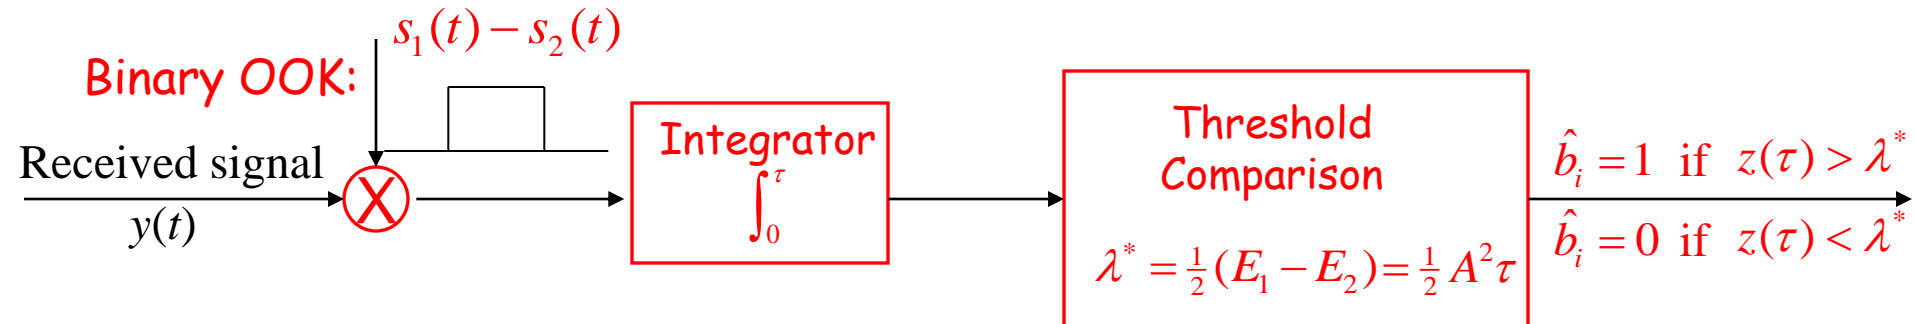 s₁(t) − s₂(t)
Binary OOK:
Received signal
y(t)
X
Integrator
∫₀^τ
Threshold
Comparison
λ* = ½ (E₁ − E₂) = ½ A²τ
b̂ᵢ = 1 if z(τ) > λ*
b̂ᵢ = 0 if z(τ) < λ*